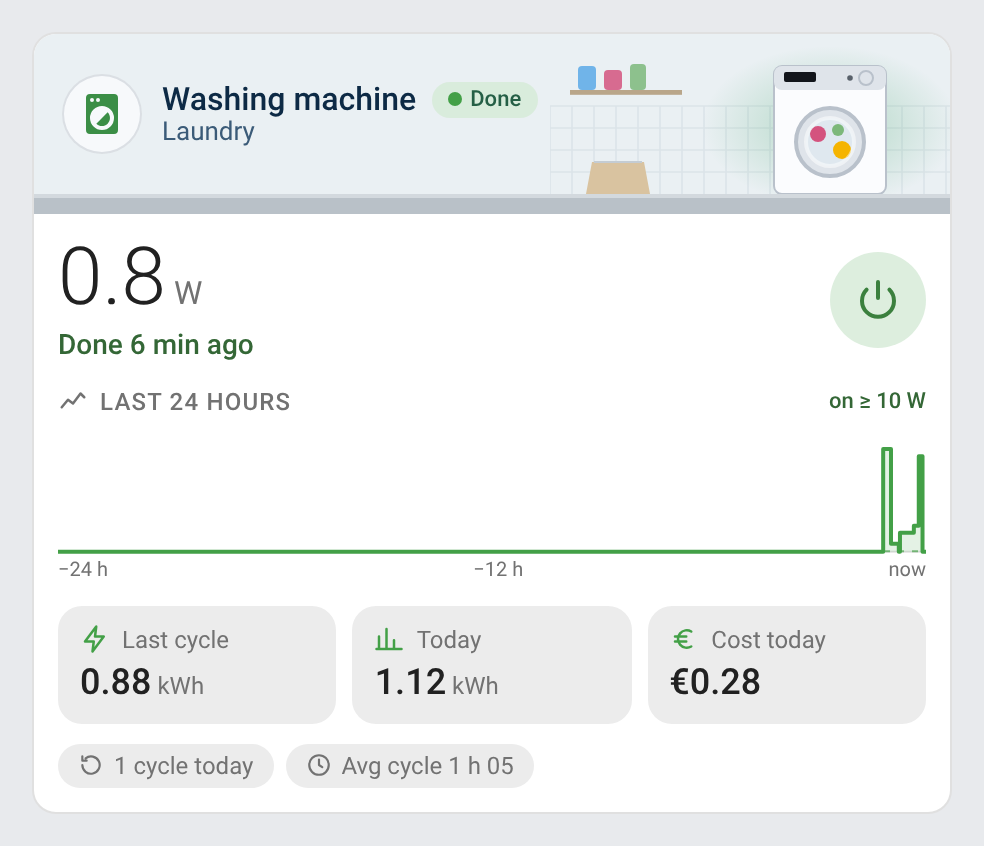 Washing machine
Done
Laundry
0.8 W
Done 6 min ago
LAST 24 HOURS
on ≥ 10 W
−24 h
−12 h
now
Last cycle
0.88 kWh
Today
1.12 kWh
Cost today
€0.28
1 cycle today
Avg cycle 1 h 05